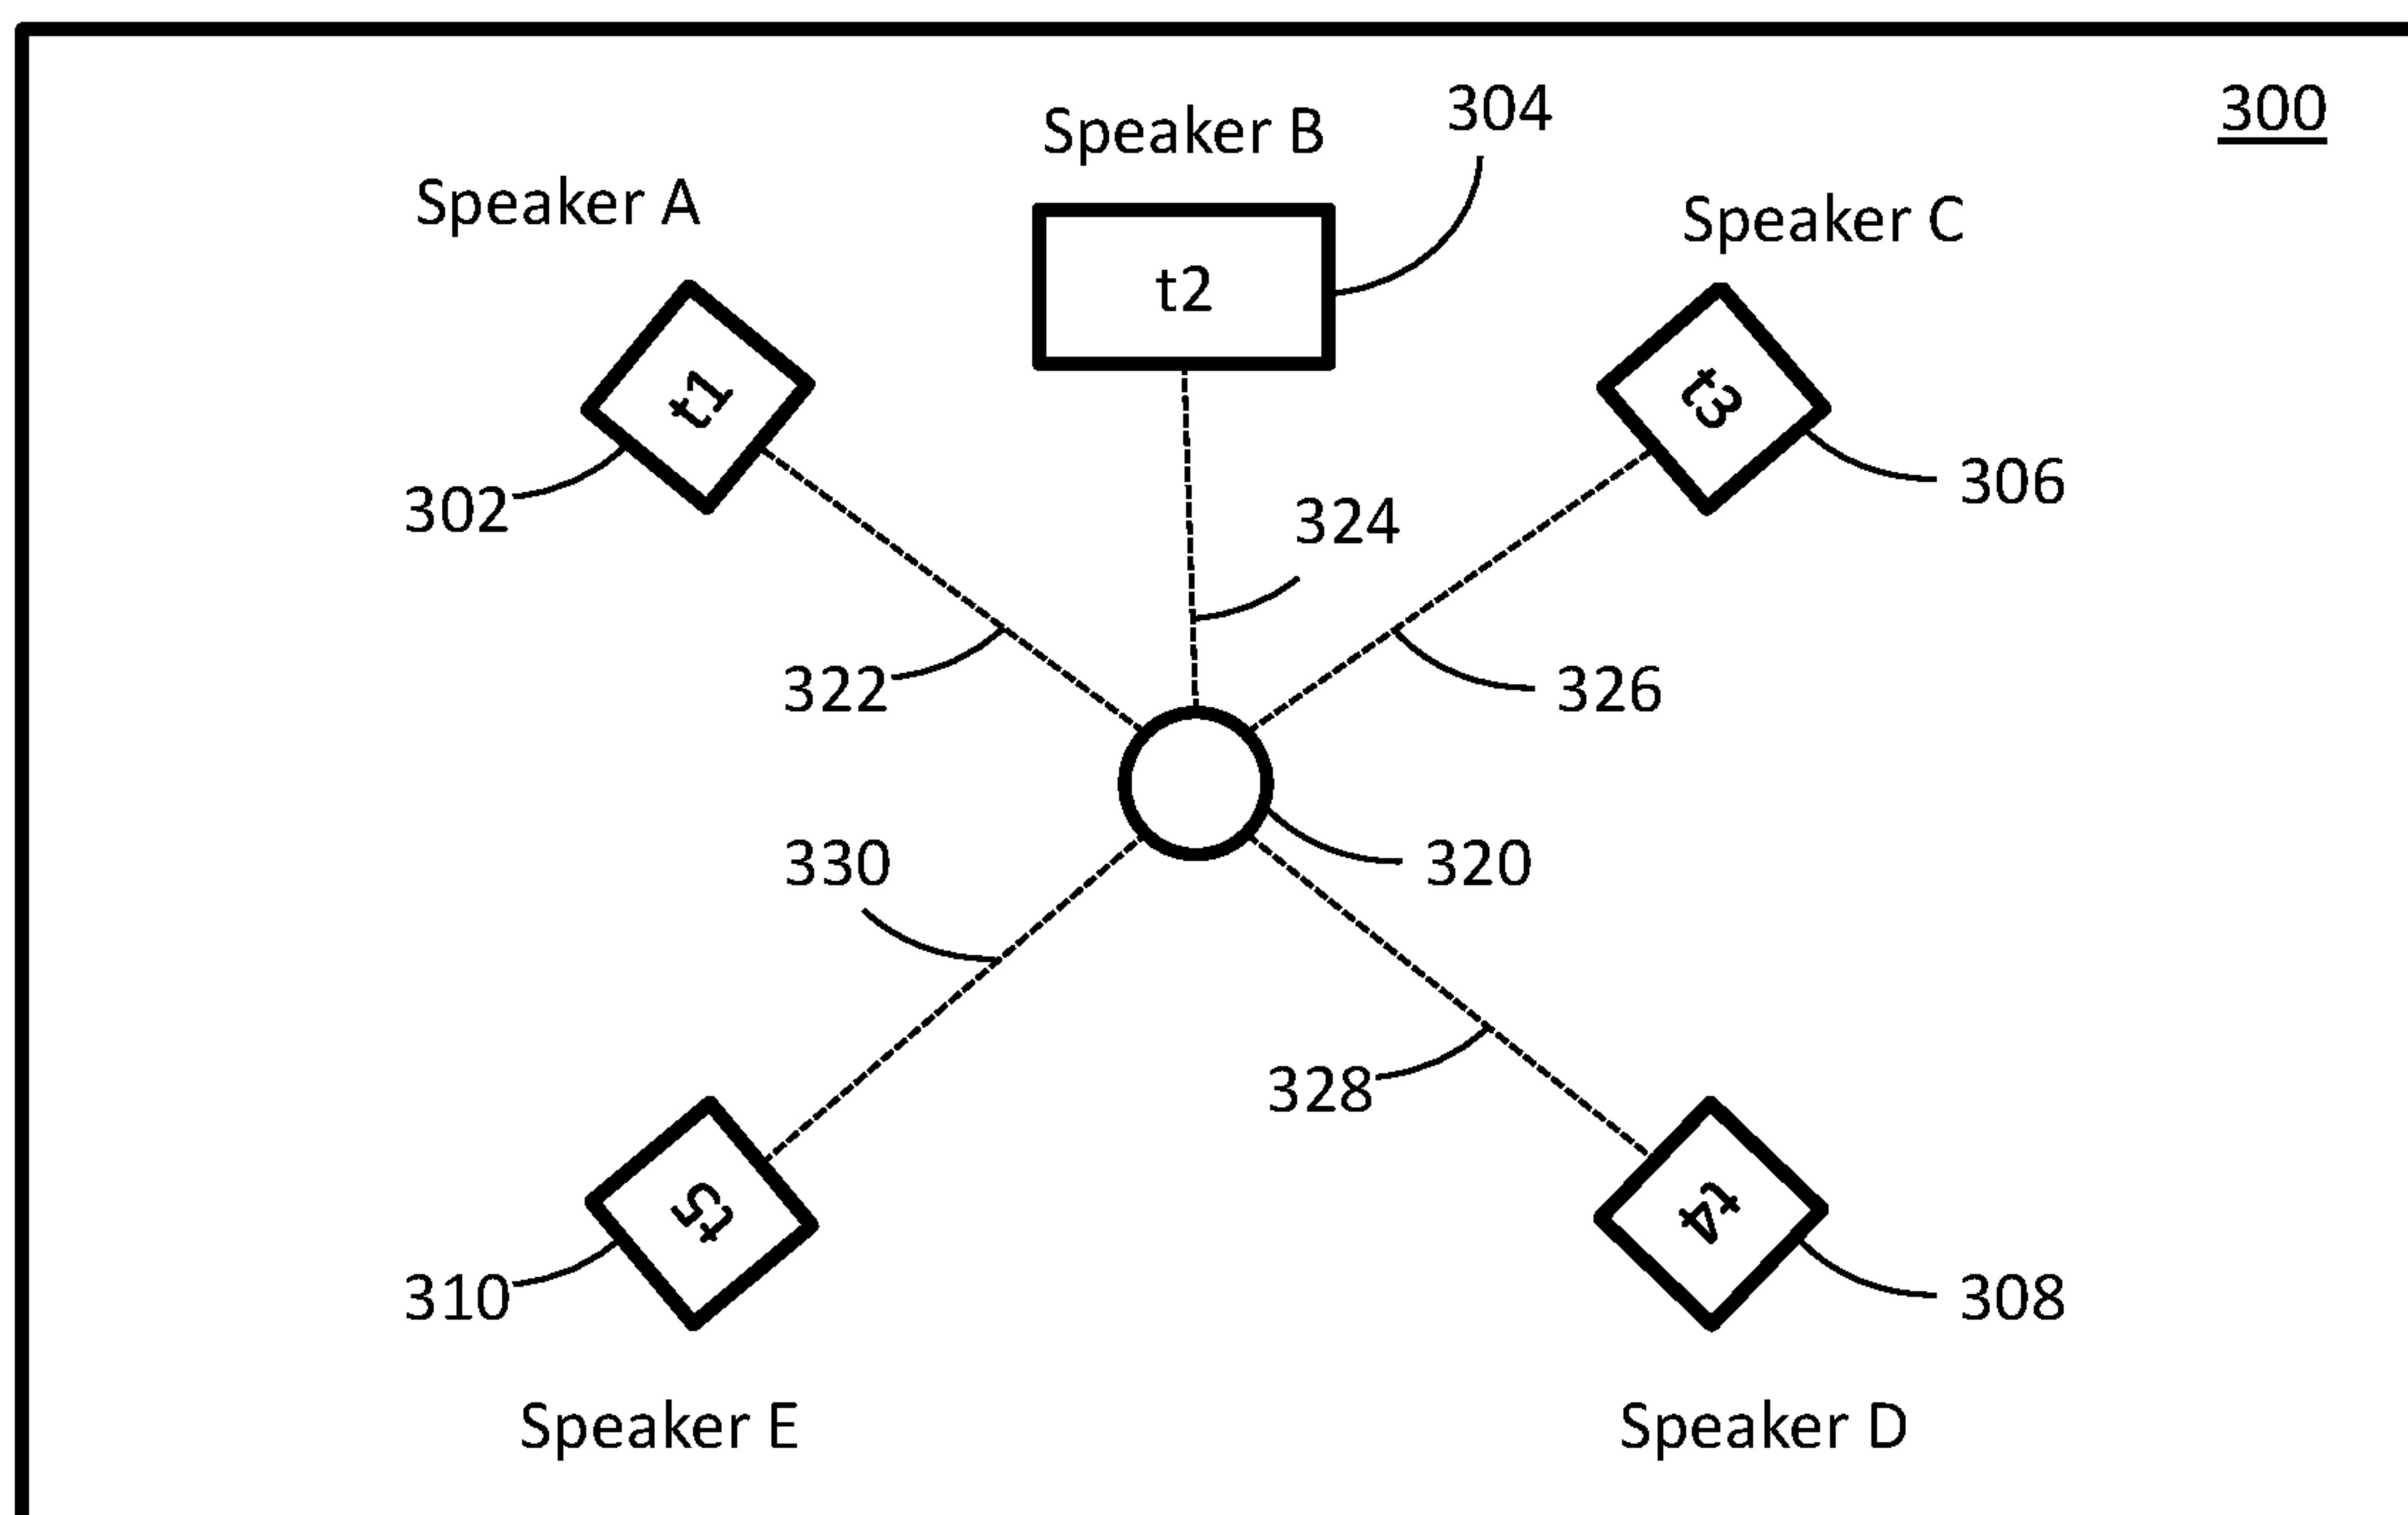 300
Speaker B
304
Speaker A
Speaker C
t2
t1
t3
302
306
324
322
326
330
320
328
t5
t4
310
308
Speaker E
Speaker D